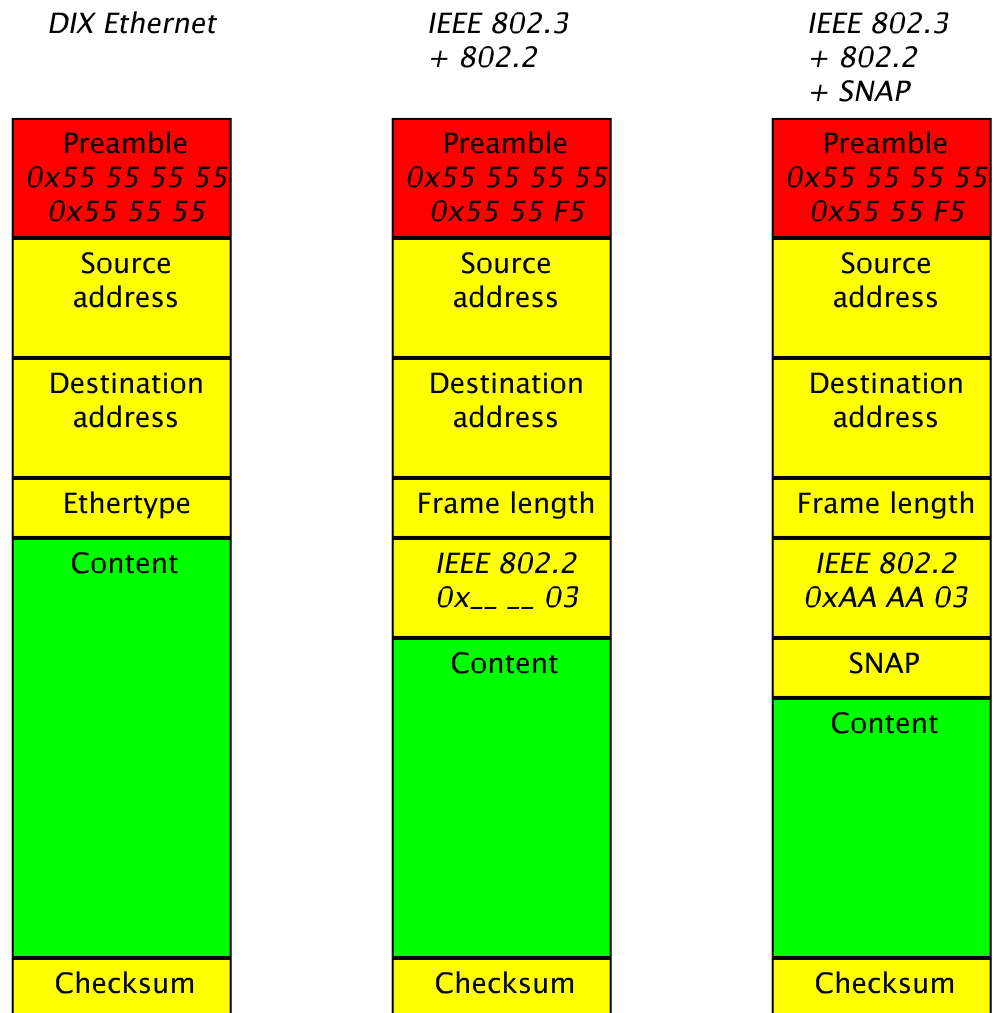 DIX Ethernet
Preamble
0x55 55 55 55
0x55 55 55
Source
address
Destination
address
Ethertype
Content
Checksum
IEEE 802.3
+ 802.2
Preamble
0x55 55 55 55
0x55 55 F5
Source
address
Destination
address
Frame length
IEEE 802.2
0x__ __ 03
Content
Checksum
IEEE 802.3
+ 802.2
+ SNAP
Preamble
0x55 55 55 55
0x55 55 F5
Source
address
Destination
address
Frame length
IEEE 802.2
0xAA AA 03
SNAP
Content
Checksum